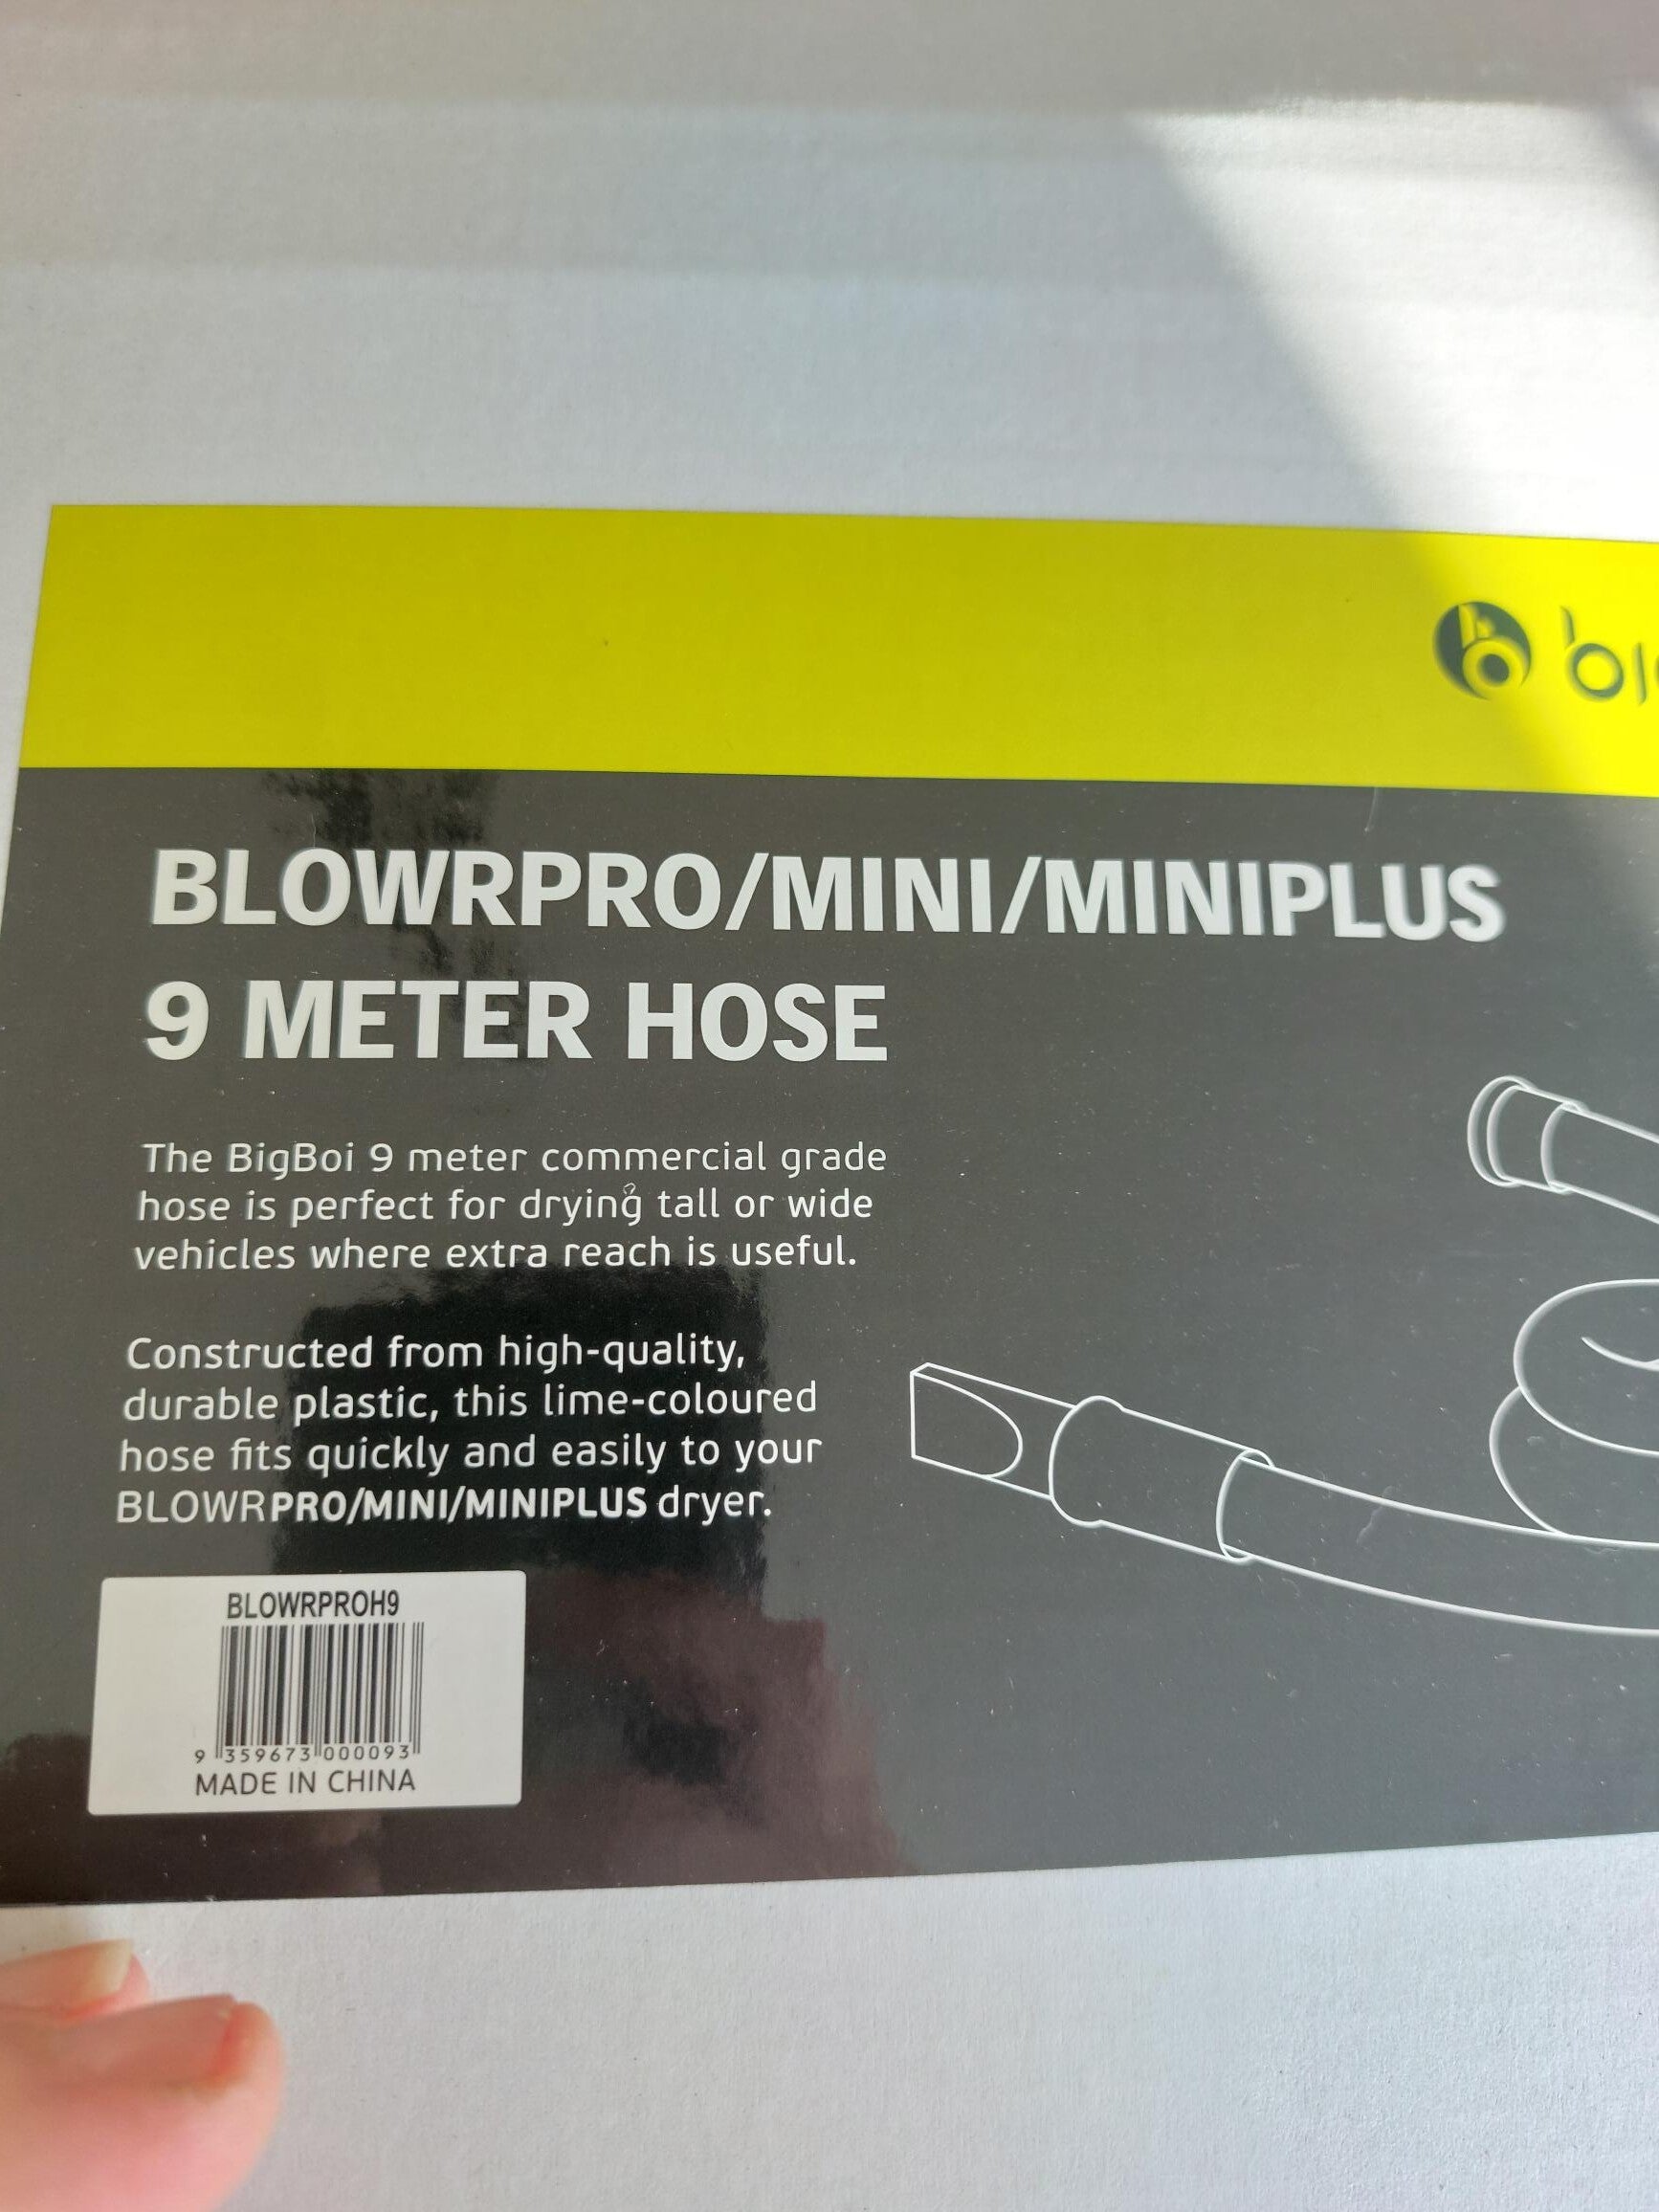 BLOWRPRO/MINI/MINIPLUS
9 METER HOSE
The BigBoi 9 meter commercial grade
hose is perfect for drying tall or wide
vehicles where extra reach is useful.
Constructed from high-quality,
durable plastic, this lime-coloured
hose fits quickly and easily to your
BLOWRPRO/MINI/MINIPLUS dryer.
BLOWRPROH9
9 359673 000093
MADE IN CHINA